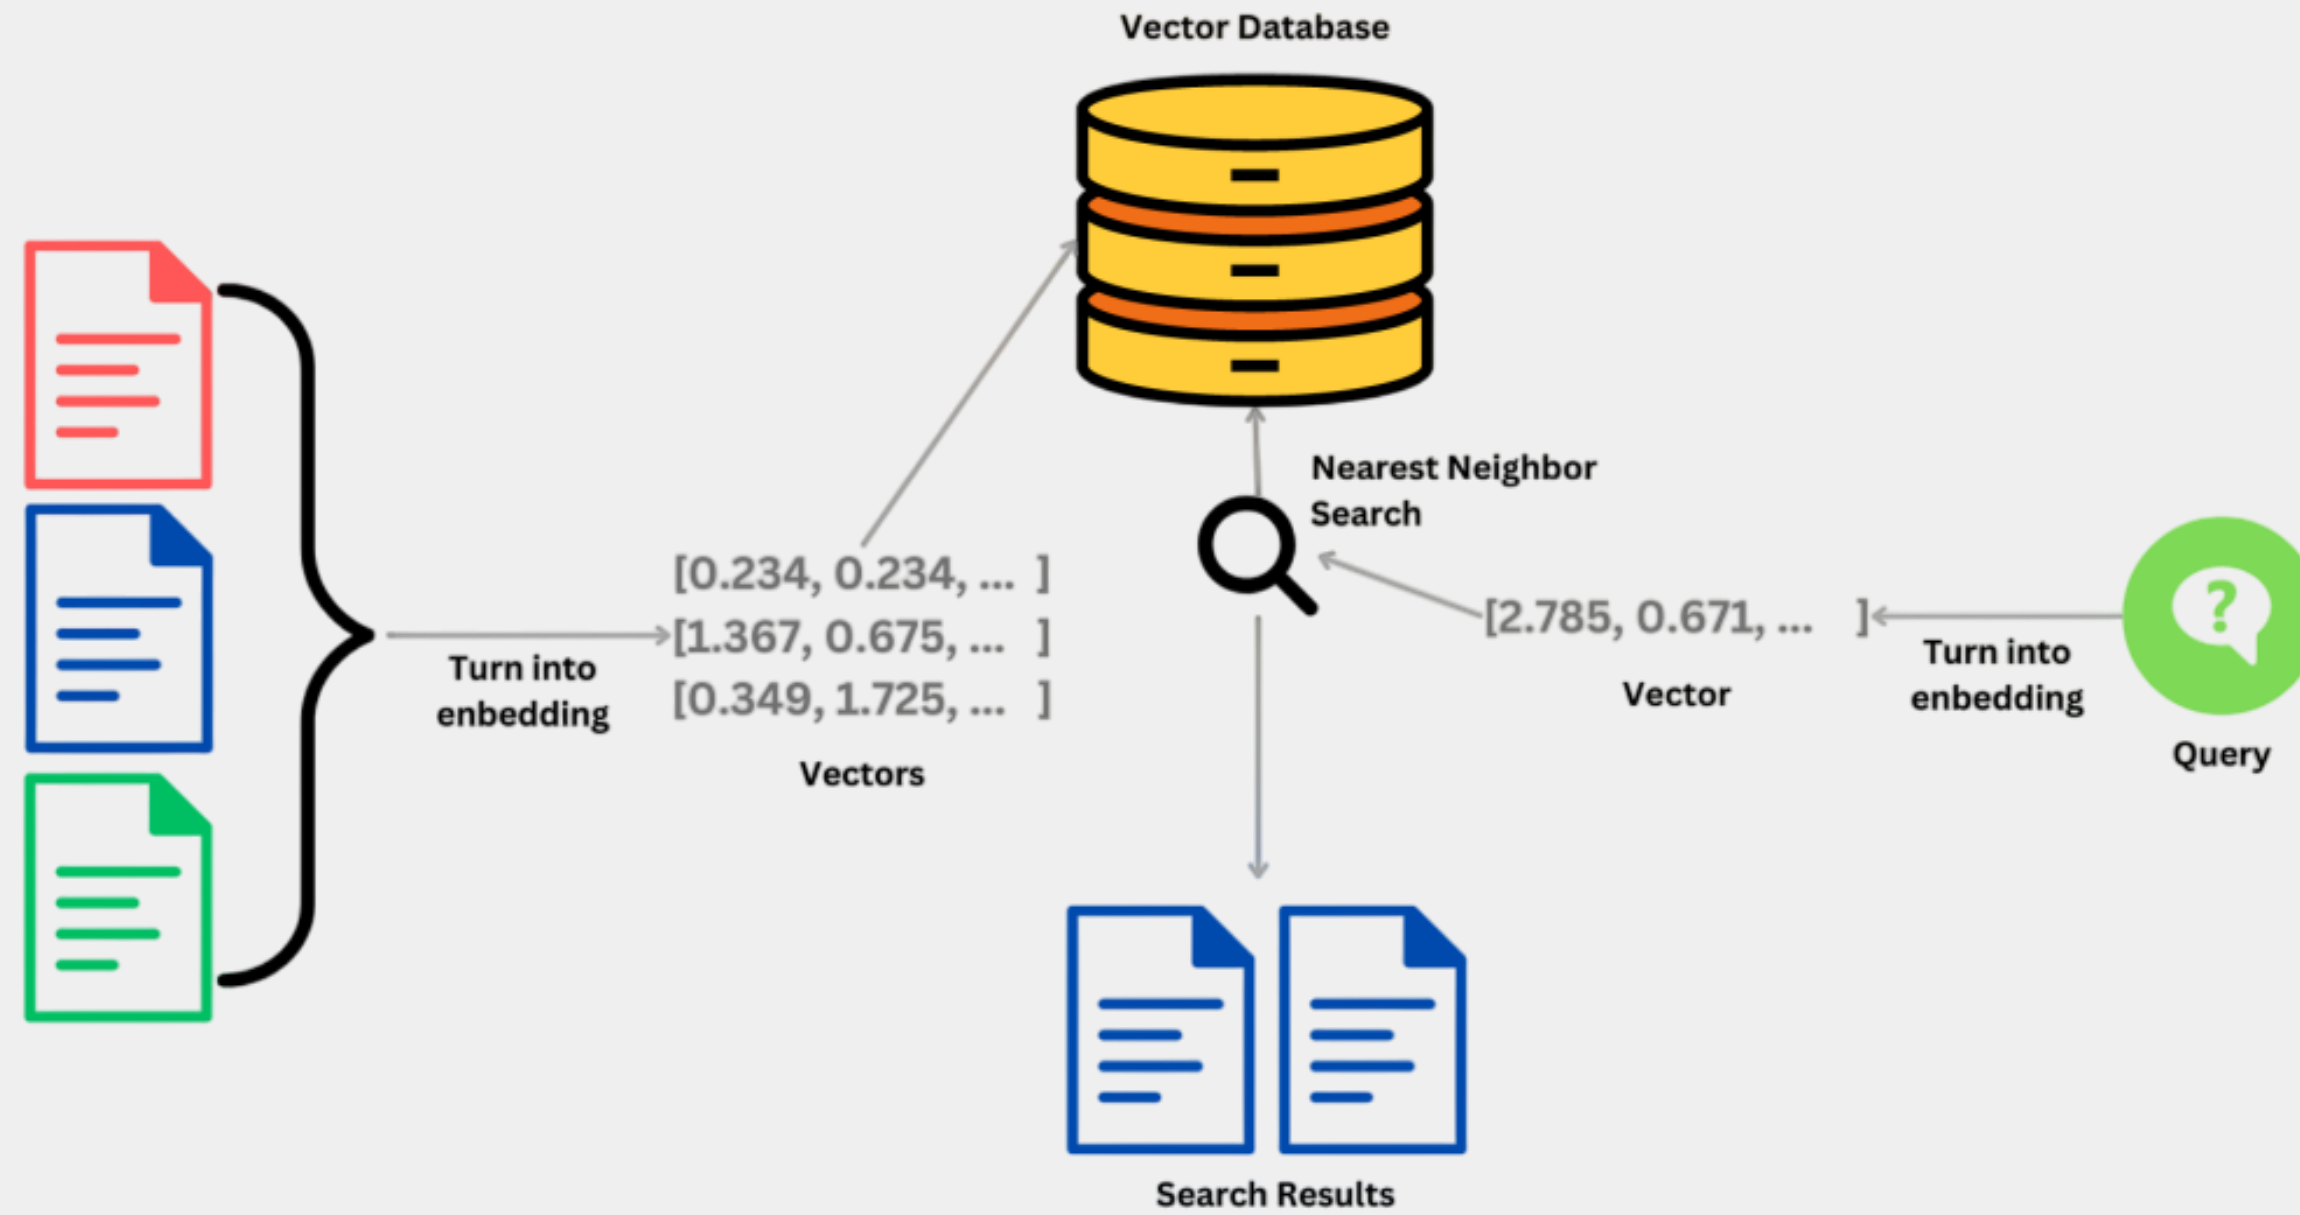 Vector Database
Nearest Neighbor
Search
[0.234, 0.234, ... ]
[1.367, 0.675, ... ]
[0.349, 1.725, ... ]
Turn into
enbedding
Vectors
[2.785, 0.671, ... ]
Vector
Turn into
enbedding
?
Query
Search Results